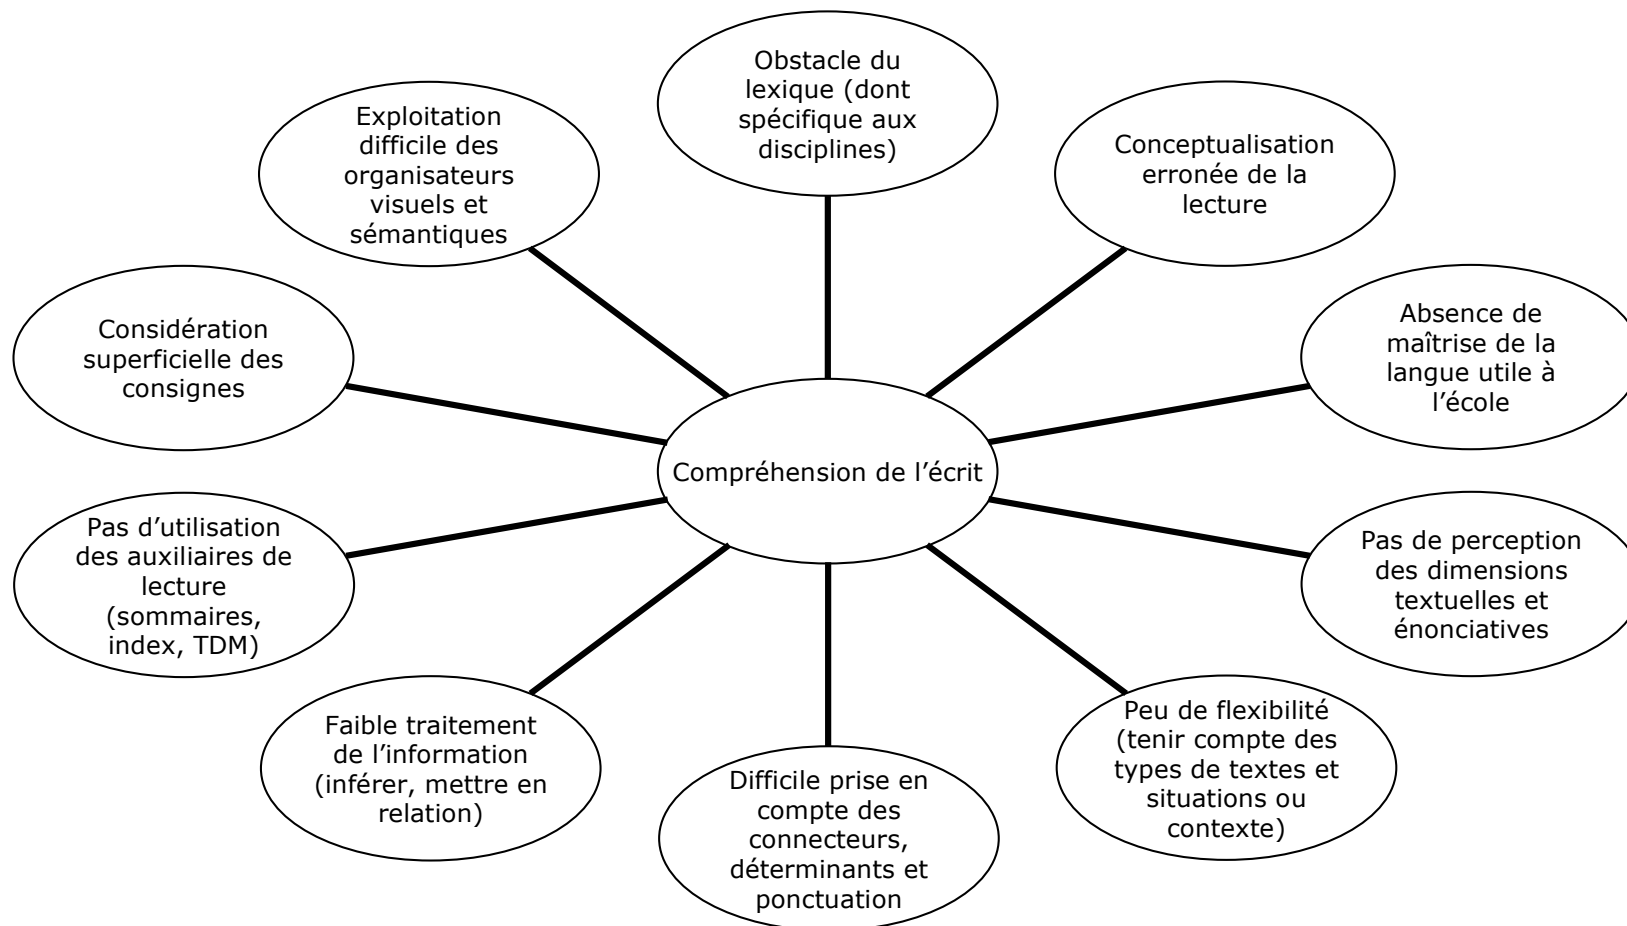 Obstacle du
lexique (dont
spécifique aux
disciplines)
Exploitation
difficile des
organisateurs
visuels et
sémantiques
Conceptualisation
erronée de la
lecture
Considération
superficielle des
consignes
Absence de
maîtrise de la
langue utile à
l’école
Compréhension de l’écrit
Pas d’utilisation
des auxiliaires de
lecture
(sommaires,
index, TDM)
Pas de perception
des dimensions
textuelles et
énonciatives
Faible traitement
de l’information
(inférer, mettre en
relation)
Difficile prise en
compte des
connecteurs,
déterminants et
ponctuation
Peu de flexibilité
(tenir compte des
types de textes et
situations ou
contexte)